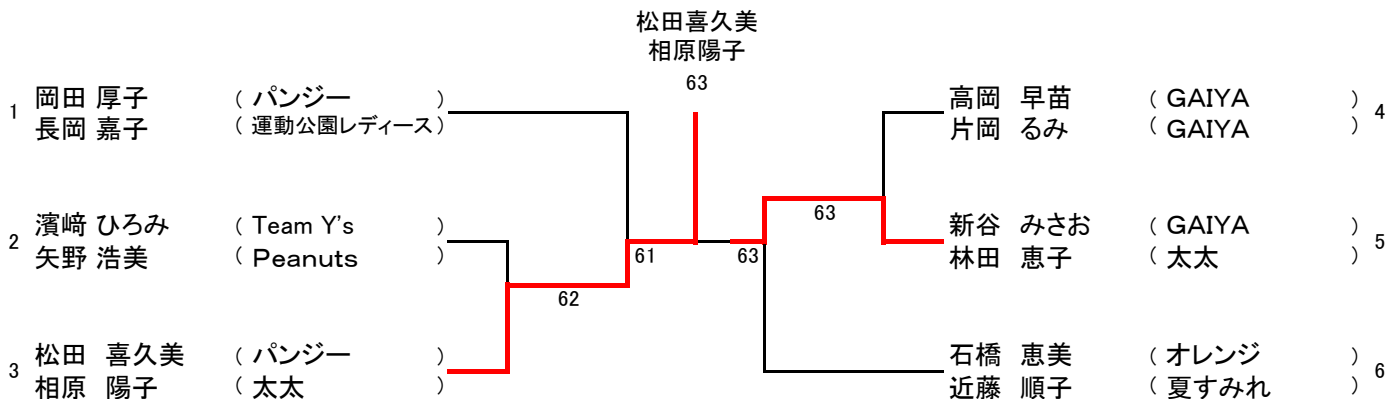 松田喜久美
相原陽子
63
1 岡田 厚子 ( パンジー )
長岡 嘉子 ( 運動公園レディース )
2 濱﨑 ひろみ ( Team Y's )
矢野 浩美 ( Peanuts )
3 松田 喜久美 ( パンジー )
相原 陽子 ( 太太 )
62
61
63
63
高岡 早苗 ( GAIYA ) 4
片岡 るみ ( GAIYA )
新谷 みさお ( GAIYA ) 5
林田 恵子 ( 太太 )
石橋 恵美 ( オレンジ ) 6
近藤 順子 ( 夏すみれ )